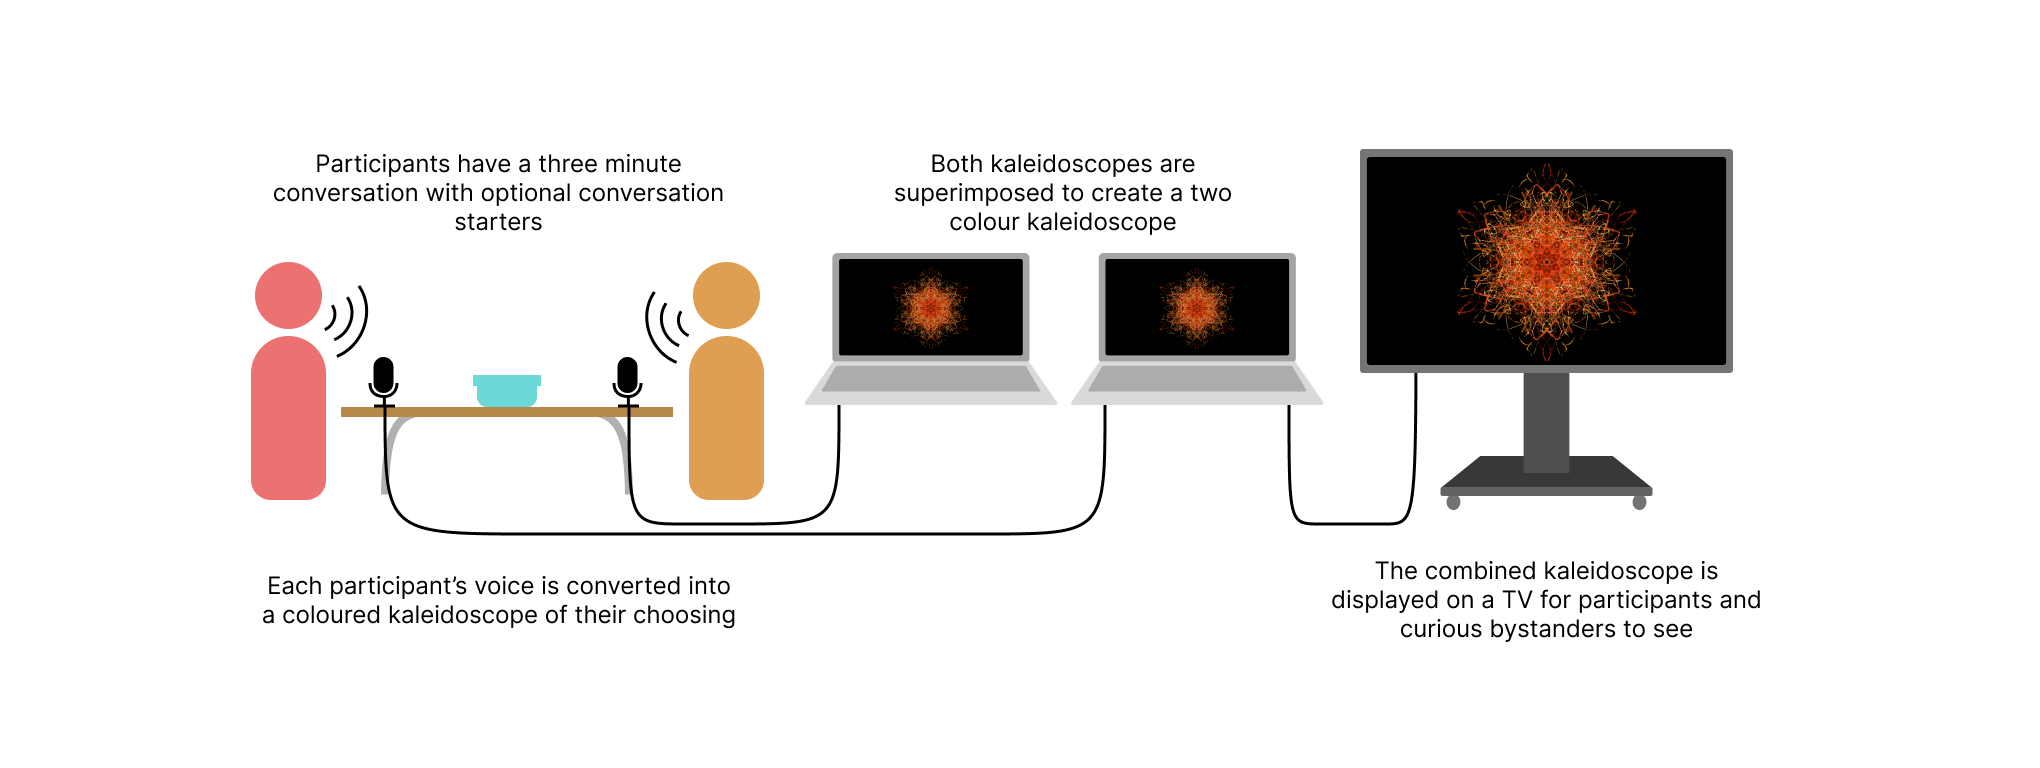 Participants have a three minute
conversation with optional conversation
starters
Both kaleidoscopes are
superimposed to create a two
colour kaleidoscope
Each participant’s voice is converted into
a coloured kaleidoscope of their choosing
The combined kaleidoscope is
displayed on a TV for participants and
curious bystanders to see